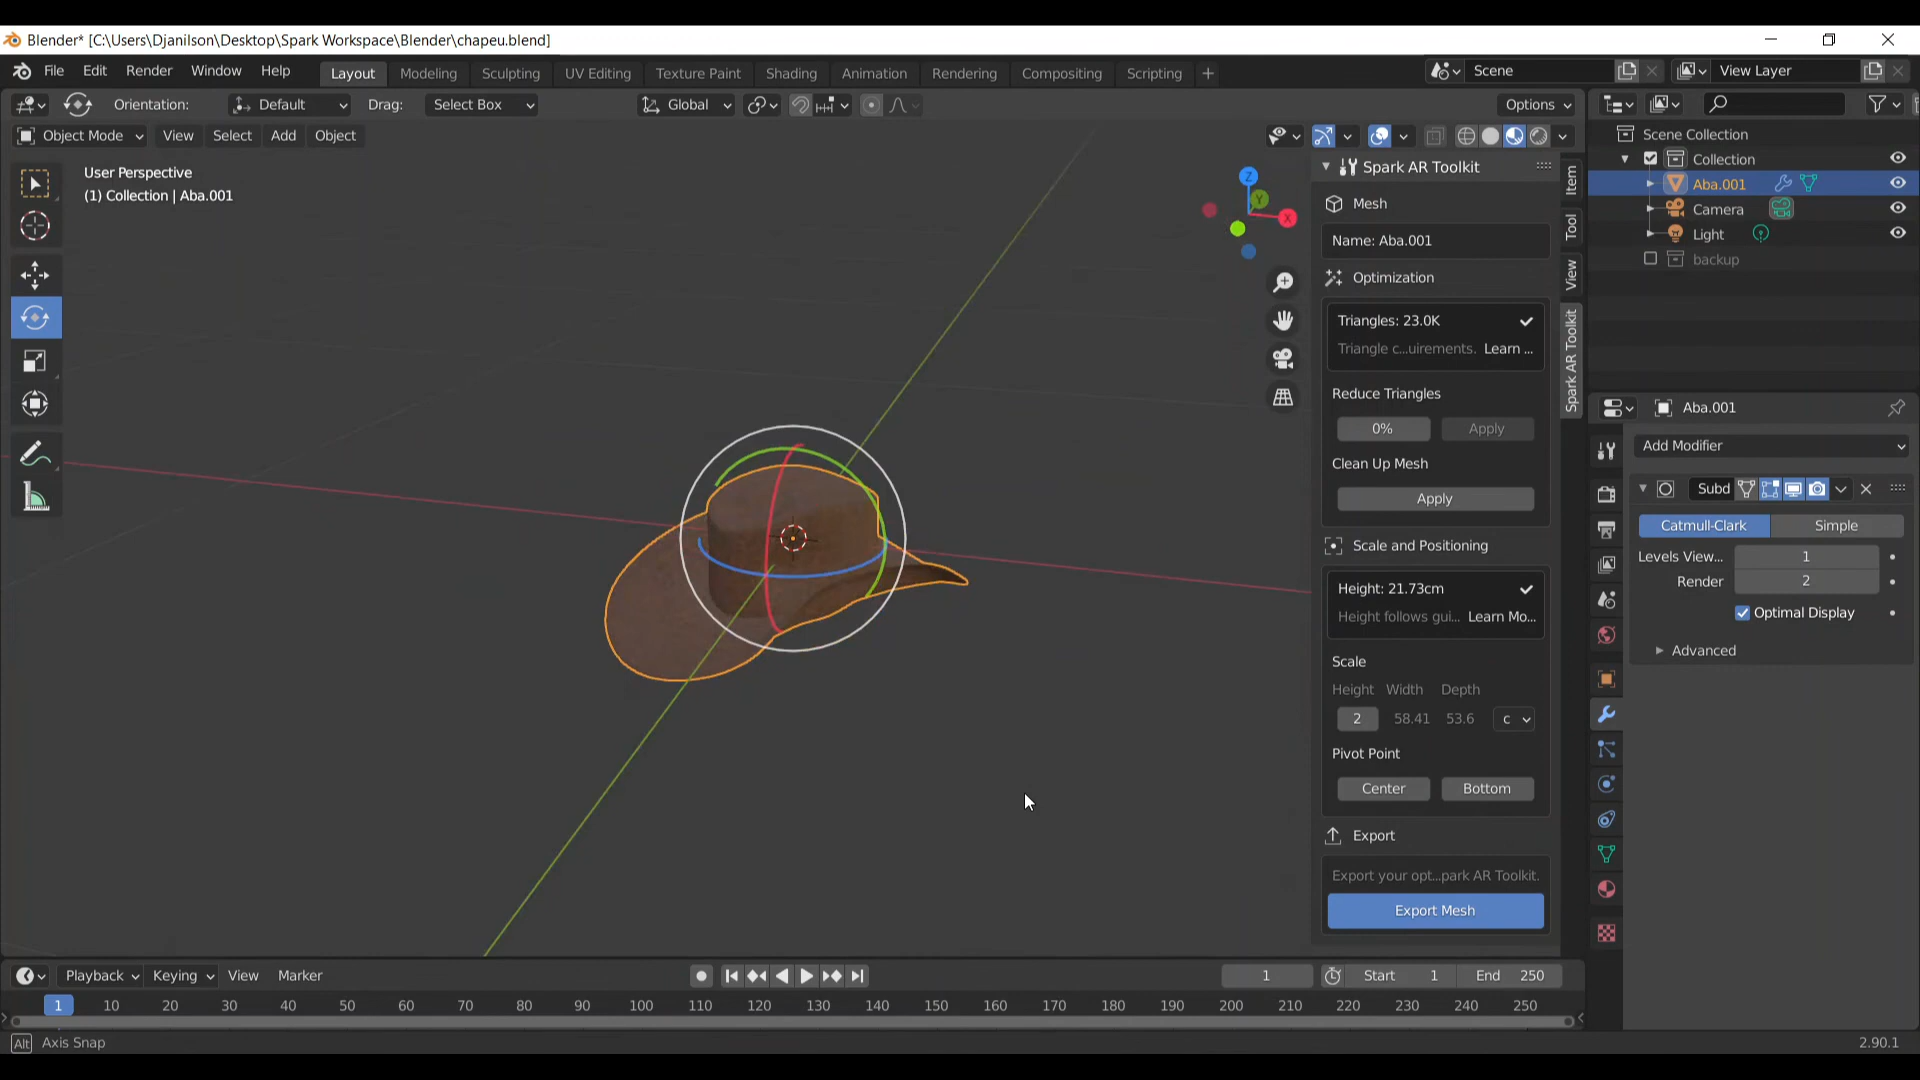 Blender* [C:\Users\Djanilson\Desktop\Spark Workspace\Blender\chapeu.blend]
File Edit Render Window Help Layout Modeling Sculpting UV Editing Texture Paint Shading Animation Rendering Compositing Scripting + Scene View Layer
Orientation: Default Drag: Select Box Global Options
Object Mode View Select Add Object
User Perspective
(1) Collection | Aba.001
Z
Y
X
Spark AR Toolkit
Mesh
Name: Aba.001
Optimization
Triangles: 23.0K
Triangle c...uirements. Learn ...
Reduce Triangles
0% Apply
Clean Up Mesh
Apply
Scale and Positioning
Height: 21.73cm
Height follows gui... Learn Mo...
Scale
Height Width Depth
2 58.41 53.6 c
Pivot Point
Center Bottom
Export
Export your opt...park AR Toolkit.
Export Mesh
Item
Tool
View
Spark AR Toolkit
Scene Collection
Collection
Aba.001
Camera
Light
backup
Aba.001
Add Modifier
Subd
Catmull-Clark Simple
Levels View... 1
Render 2
Optimal Display
Advanced
Playback Keying View Marker 1 Start 1 End 250
1 10 20 30 40 50 60 70 80 90 100 110 120 130 140 150 160 170 180 190 200 210 220 230 240 250
Alt Axis Snap 2.90.1